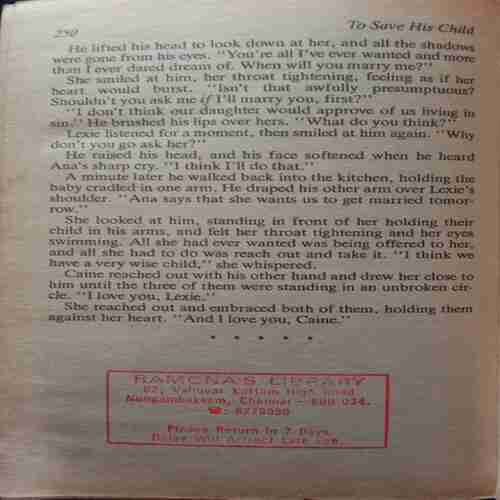 250
To Save His Child
He lifted his head to look down at her, and all the shadows
were gone from his eyes. "You're all I've ever wanted and more
than I ever dared dream of. When will you marry me?"
She smiled at him, her throat tightening, feeling as if her
heart would burst. "Isn't that awfully presumptuous?
Shouldn't you ask me if I'll marry you, first?"
"I don't think our daughter would approve of us living in
sin." He brushed his lips over hers. "What do you think?"
Lexie listened for a moment, then smiled at him again. "Why
don't you go ask her?"
He raised his head, and his face softened when he heard
Ana's sharp cry. "I think I'll do that."
A minute later he walked back into the kitchen, holding the
baby cradled in one arm. He draped his other arm over Lexie's
shoulder. "Ana says that she wants us to get married tomor-
row."
She looked at him, standing in front of her holding their
child in his arms, and felt her throat tightening and her eyes
swimming. All she had ever wanted was being offered to her,
and all she had to do was reach out and take it. "I think we
have a very wise child," she whispered.
Caine reached out with his other hand and drew her close to
him until the three of them were standing in an unbroken cir-
cle. "I love you, Lexie."
She reached out and embraced both of them, holding them
against her heart. "And I love you, Caine."
* * * * *
RAMONA'S LIBRARY
Kottam High Road
Nungambakkam, Chennai - 600 034.
☎:
Please Return In 7 Days.
Delay Will Attract Late Fee.